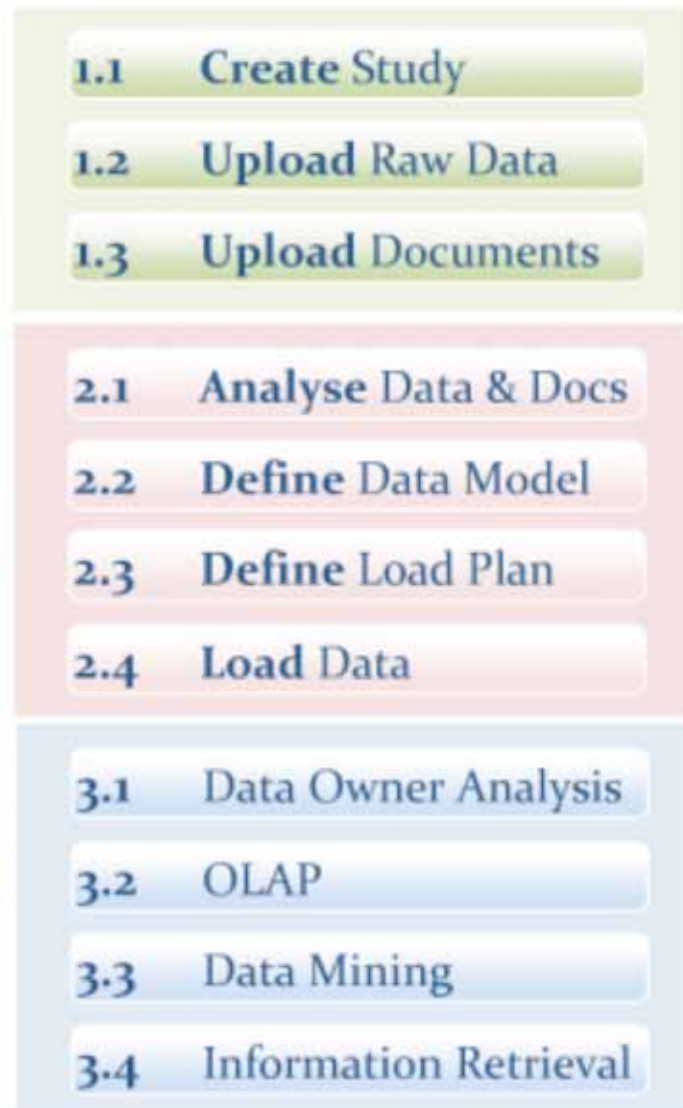 1.1 Create Study
1.2 Upload Raw Data
1.3 Upload Documents
2.1 Analyse Data & Docs
2.2 Define Data Model
2.3 Define Load Plan
2.4 Load Data
3.1 Data Owner Analysis
3.2 OLAP
3.3 Data Mining
3.4 Information Retrieval